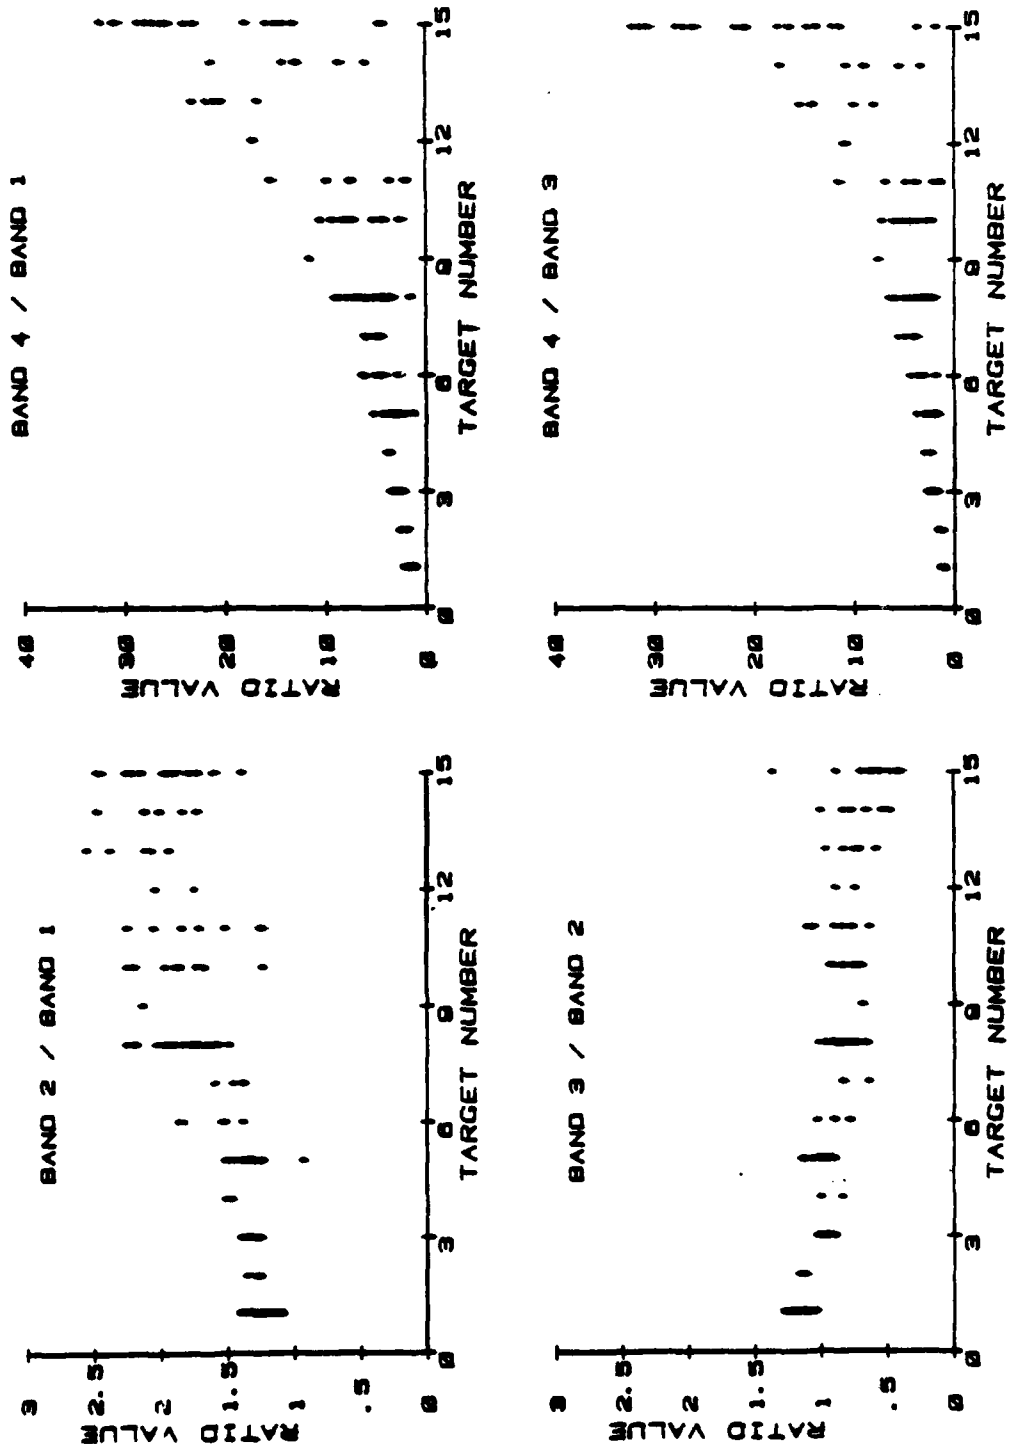 BAND 2 / BAND 1
3
2.5
2
1.5
1
.5
0
RATIO VALUE
0 3 6 9 12 15
TARGET NUMBER
BAND 4 / BAND 1
40
30
20
10
0
RATIO VALUE
0 3 6 9 12 15
TARGET NUMBER
BAND 3 / BAND 2
3
2.5
2
1.5
1
.5
0
RATIO VALUE
0 3 6 9 12 15
TARGET NUMBER
BAND 4 / BAND 3
40
30
20
10
0
RATIO VALUE
0 3 6 9 12 15
TARGET NUMBER